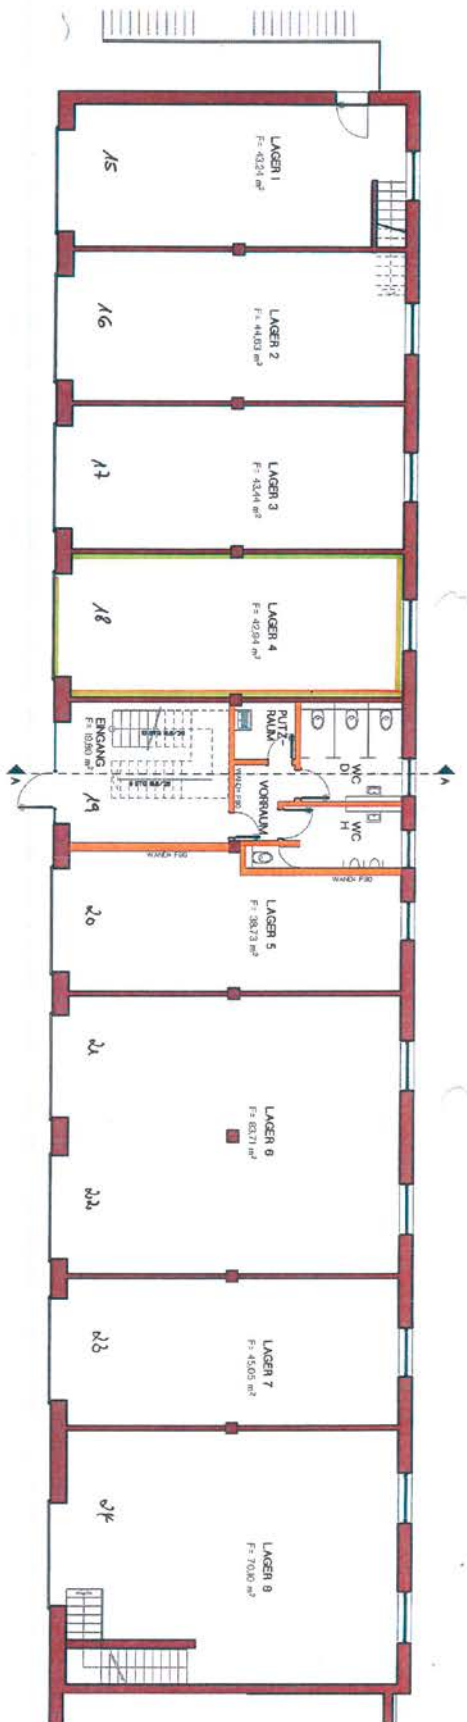 LAGER 1
F= 43,24 m²
15
LAGER 2
F= 44,63 m²
16
LAGER 3
F= 43,44 m²
17
LAGER 4
F= 42,94 m²
18
PUTZ-
RAUM
WC
D
WC
H
VORRAUM
EINGANG
19
WAND F90
WAND F90
WAND F90
A
A
LAGER 5
F= 38,73 m²
20
LAGER 6
F= 83,71 m²
21
22
LAGER 7
F= 45,05 m²
23
LAGER 8
F= 70,10 m²
24